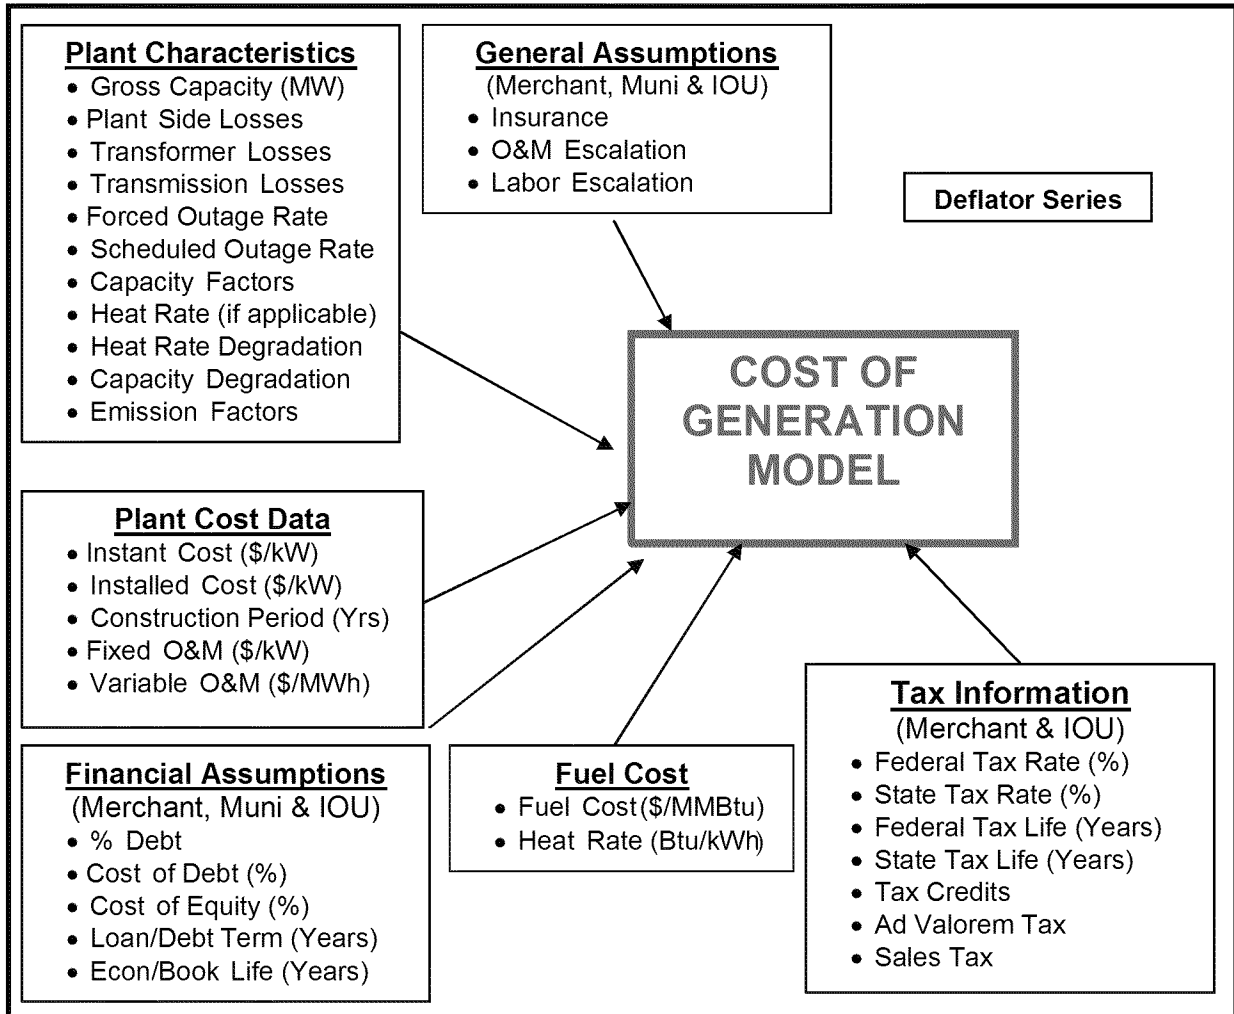 Plant Characteristics
• Gross Capacity (MW)
• Plant Side Losses
• Transformer Losses
• Transmission Losses
• Forced Outage Rate
• Scheduled Outage Rate
• Capacity Factors
• Heat Rate (if applicable)
• Heat Rate Degradation
• Capacity Degradation
• Emission Factors
General Assumptions
(Merchant, Muni & IOU)
• Insurance
• O&M Escalation
• Labor Escalation
Deflator Series
COST OF
GENERATION
MODEL
Plant Cost Data
• Instant Cost ($/kW)
• Installed Cost ($/kW)
• Construction Period (Yrs)
• Fixed O&M ($/kW)
• Variable O&M ($/MWh)
Financial Assumptions
(Merchant, Muni & IOU)
• % Debt
• Cost of Debt (%)
• Cost of Equity (%)
• Loan/Debt Term (Years)
• Econ/Book Life (Years)
Fuel Cost
• Fuel Cost ($/MMBtu)
• Heat Rate (Btu/kWh)
Tax Information
(Merchant & IOU)
• Federal Tax Rate (%)
• State Tax Rate (%)
• Federal Tax Life (Years)
• State Tax Life (Years)
• Tax Credits
• Ad Valorem Tax
• Sales Tax